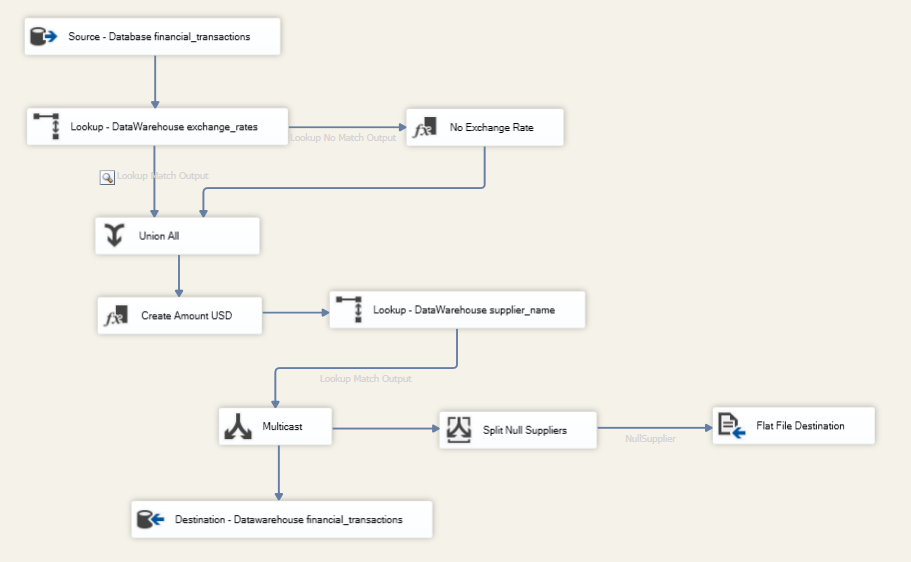 Source - Database financial_transactions
Lookup - DataWarehouse exchange_rates
Lookup No Match Output
fx No Exchange Rate
Lookup Match Output
Union All
fx Create Amount USD
Lookup - DataWarehouse supplier_name
Lookup Match Output
Multicast
Split Null Suppliers
NullSupplier
Flat File Destination
Destination - Datawarehouse financial_transactions